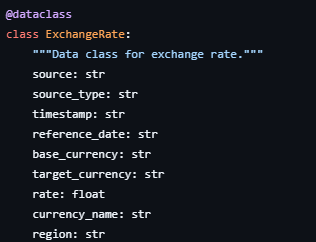 @dataclass
class ExchangeRate:
    """Data class for exchange rate."""
    source: str
    source_type: str
    timestamp: str
    reference_date: str
    base_currency: str
    target_currency: str
    rate: float
    currency_name: str
    region: str